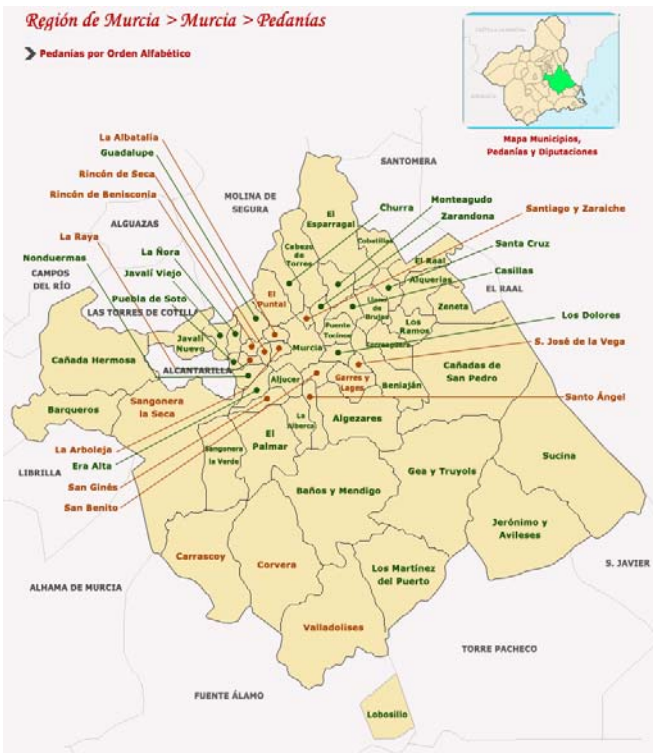 Región de Murcia > Murcia > Pedanías
Pedanías por Orden Alfabético
Mapa Municipios,
Pedanías y Diputaciones
La Albatalia
Guadalupe
Rincón de Seca
Rincón de Benisconia
La Raya
Nonduermas
La Ñora
Javalí Viejo
Puebla de Soto
CAMPOS
DEL RÍO
ALGUAZAS
MOLINA DE
SEGURA
SANTOMERA
LAS TORRES DE COTILLA
El
Esparragal
Churra
Monteagudo
Zarandona
Santiago y Zaraiche
Cobatillas
Cabezo
de
Torres
Santa Cruz
El Raal
Alquerías
Casillas
EL RAAL
El
Puntal
Llano
de
Brujas
Zeneta
Los Dolores
Javalí
Nuevo
Murcia
Puente
Tocinos
Los
Ramos
S. José de la Vega
Cañada Hermosa
ALCANTARILLA
Aljucer
Garres y
Lages
Beniaján
Cañadas de
San Pedro
Santo Ángel
Barqueros
Sangonera
la Seca
La
Alberca
Algezares
La Arboleja
Era Alta
San Ginés
San Benito
Sangonera
la Verde
El
Palmar
LIBRILLA
Baños y Mendigo
Gea y Truyols
Sucina
Jerónimo y
Avileses
Carrascoy
Corvera
Los Martínez
del Puerto
S. JAVIER
ALHAMA DE MURCIA
Valladolises
TORRE PACHECO
FUENTE ÁLAMO
Lobosillo